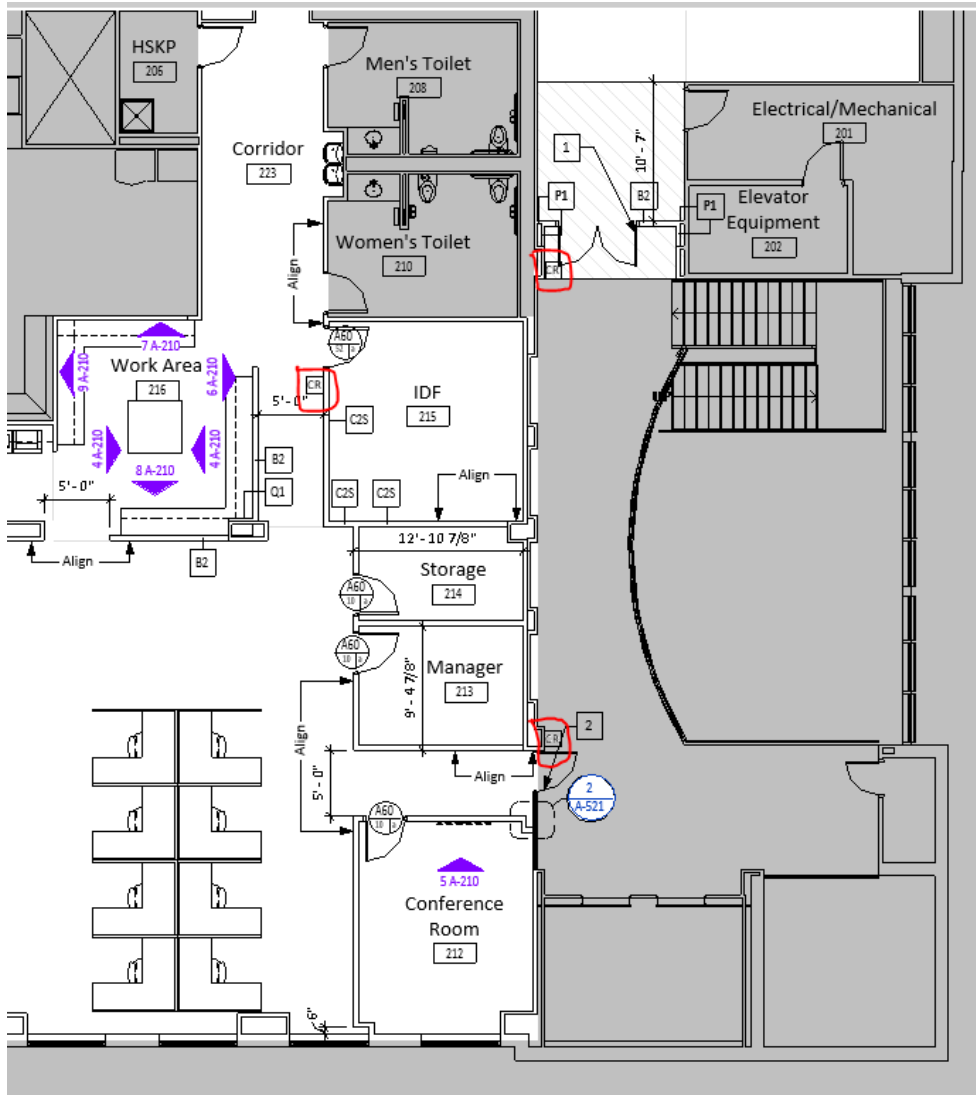 HSKP
206
Men's Toilet
208
Electrical/Mechanical
201
10' - 7"
1
Corridor
223
P1
B2
P1
Elevator
Equipment
202
Women's Toilet
210
Align
CR
A60
a
7 A-210
Work Area
216
9 A-210
6 A-210
CR
5' - 0"
IDF
215
C2S
4 A-210
4 A-210
8 A-210
B2
Align
5' - 0"
Q1
C2S
C2S
Align
B2
12' - 10 7/8"
Storage
214
A60
10
a
A60
10
a
Manager
213
9' - 4 7/8"
Align
CR
2
Align
5' - 0"
2
A-521
A60
10
a
5 A-210
Conference
Room
212
6"